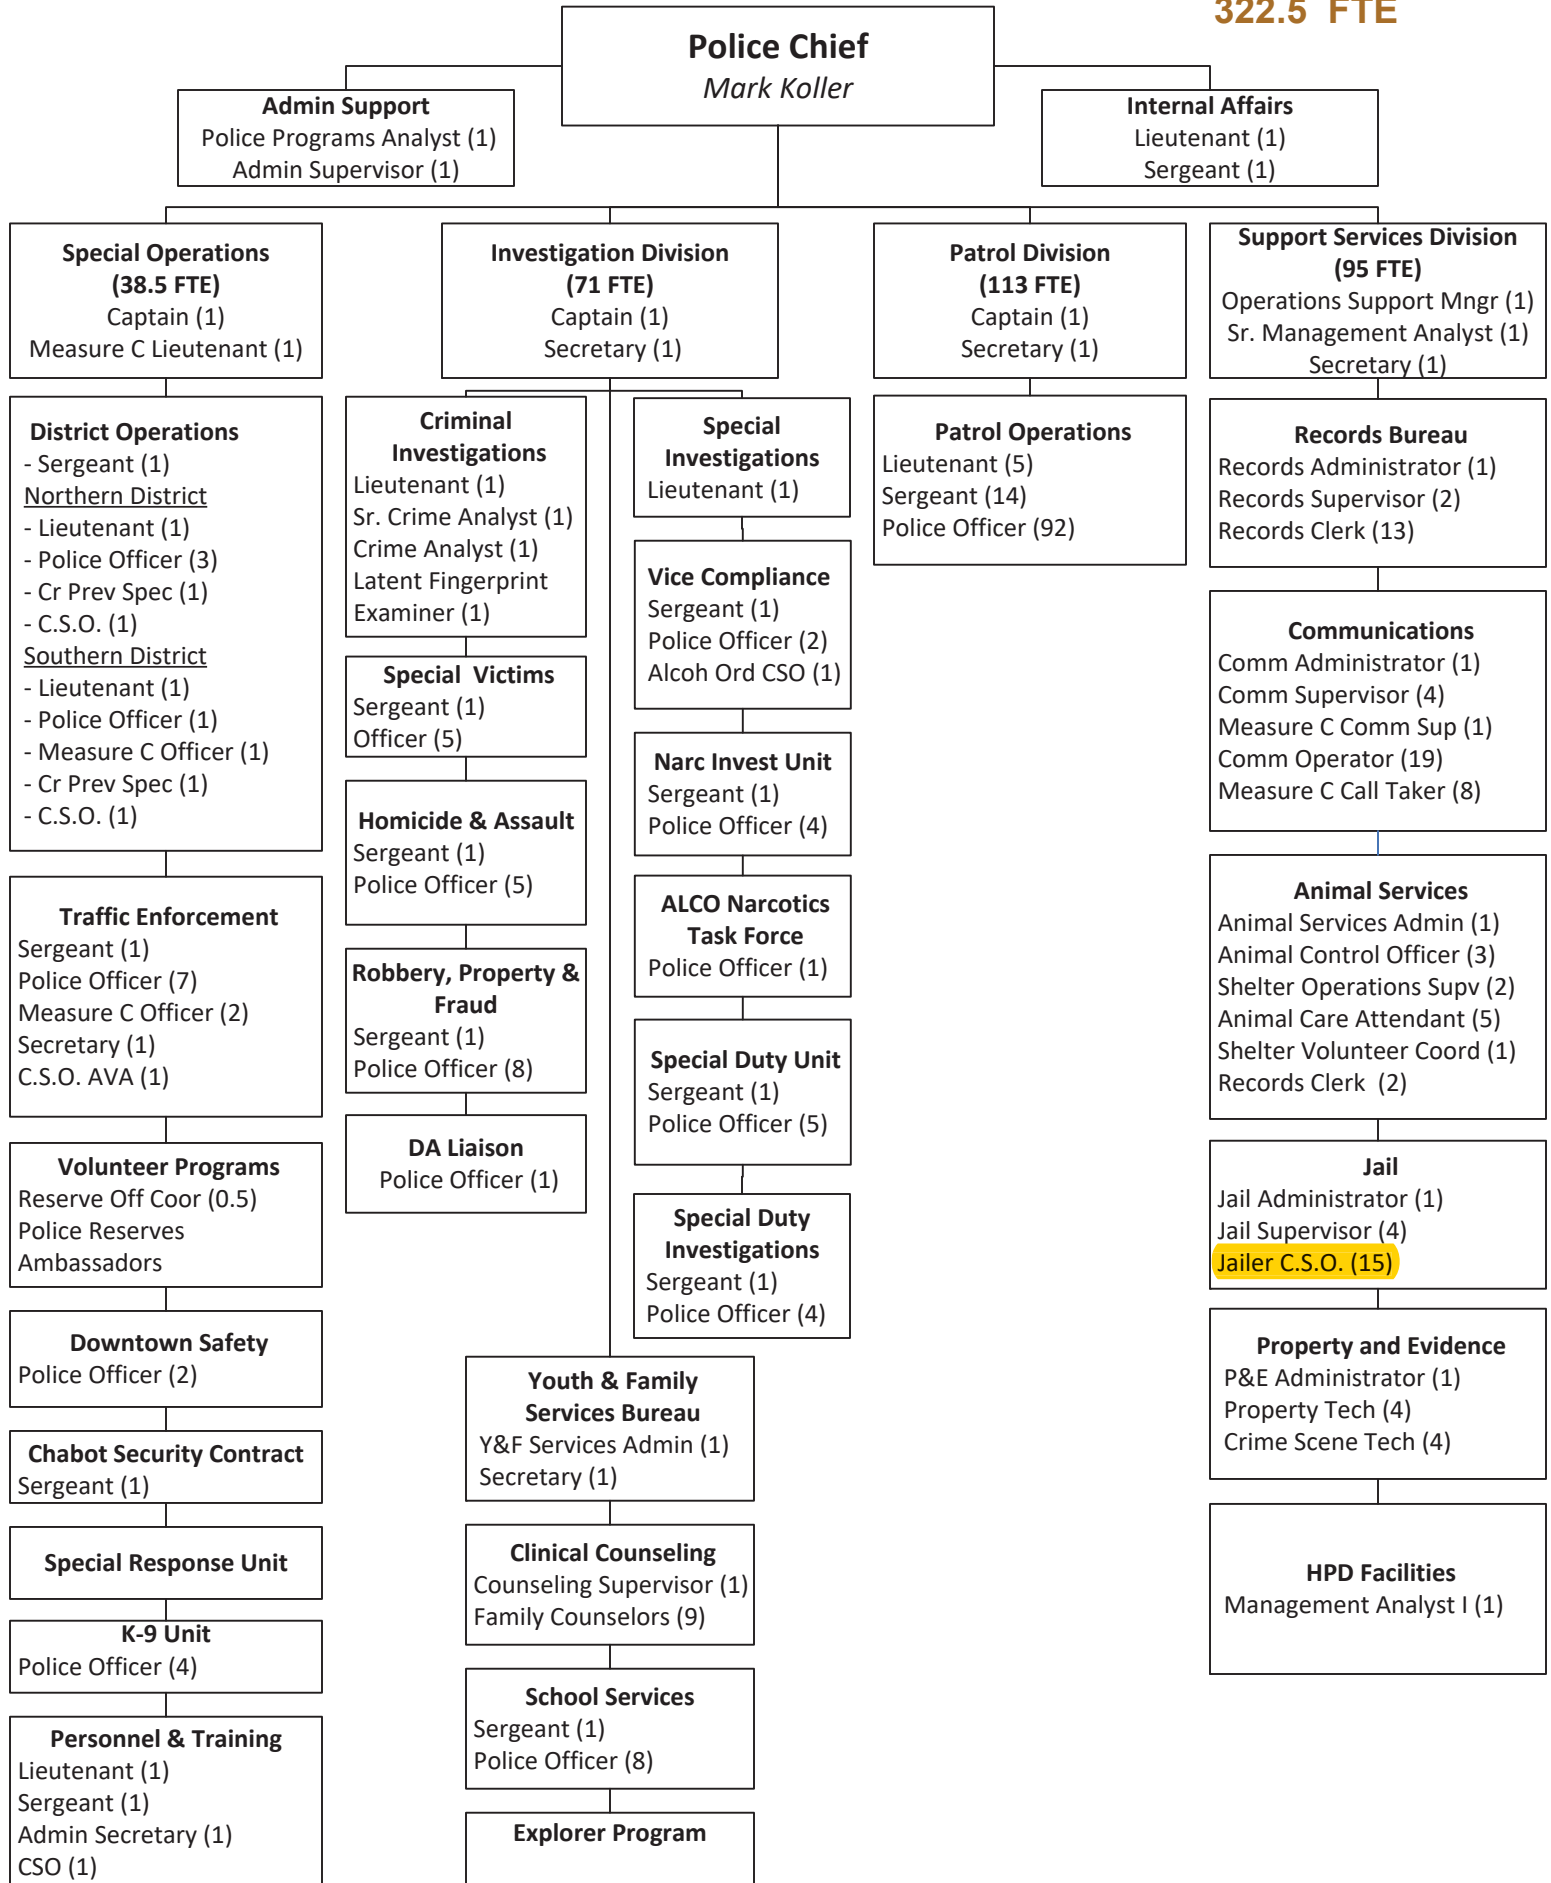 322.5 FTE
Police Chief
Mark Koller
Admin Support
Police Programs Analyst (1)
Admin Supervisor (1)
Internal Affairs
Lieutenant (1)
Sergeant (1)
Special Operations
(38.5 FTE)
Captain (1)
Measure C Lieutenant (1)
District Operations
- Sergeant (1)
Northern District
- Lieutenant (1)
- Police Officer (3)
- Cr Prev Spec (1)
- C.S.O. (1)
Southern District
- Lieutenant (1)
- Police Officer (1)
- Measure C Officer (1)
- Cr Prev Spec (1)
- C.S.O. (1)
Traffic Enforcement
Sergeant (1)
Police Officer (7)
Measure C Officer (2)
Secretary (1)
C.S.O. AVA (1)
Volunteer Programs
Reserve Off Coor (0.5)
Police Reserves
Ambassadors
Downtown Safety
Police Officer (2)
Chabot Security Contract
Sergeant (1)
Special Response Unit
K-9 Unit
Police Officer (4)
Personnel & Training
Lieutenant (1)
Sergeant (1)
Admin Secretary (1)
CSO (1)
Investigation Division
(71 FTE)
Captain (1)
Secretary (1)
Criminal
Investigations
Lieutenant (1)
Sr. Crime Analyst (1)
Crime Analyst (1)
Latent Fingerprint
Examiner (1)
Special Victims
Sergeant (1)
Officer (5)
Homicide & Assault
Sergeant (1)
Police Officer (5)
Robbery, Property &
Fraud
Sergeant (1)
Police Officer (8)
DA Liaison
Police Officer (1)
Special
Investigations
Lieutenant (1)
Vice Compliance
Sergeant (1)
Police Officer (2)
Alcoh Ord CSO (1)
Narc Invest Unit
Sergeant (1)
Police Officer (4)
ALCO Narcotics
Task Force
Police Officer (1)
Special Duty Unit
Sergeant (1)
Police Officer (5)
Special Duty
Investigations
Sergeant (1)
Police Officer (4)
Youth & Family
Services Bureau
Y&F Services Admin (1)
Secretary (1)
Clinical Counseling
Counseling Supervisor (1)
Family Counselors (9)
School Services
Sergeant (1)
Police Officer (8)
Explorer Program
Patrol Division
(113 FTE)
Captain (1)
Secretary (1)
Patrol Operations
Lieutenant (5)
Sergeant (14)
Police Officer (92)
Support Services Division
(95 FTE)
Operations Support Mngr (1)
Sr. Management Analyst (1)
Secretary (1)
Records Bureau
Records Administrator (1)
Records Supervisor (2)
Records Clerk (13)
Communications
Comm Administrator (1)
Comm Supervisor (4)
Measure C Comm Sup (1)
Comm Operator (19)
Measure C Call Taker (8)
Animal Services
Animal Services Admin (1)
Animal Control Officer (3)
Shelter Operations Supv (2)
Animal Care Attendant (5)
Shelter Volunteer Coord (1)
Records Clerk (2)
Jail
Jail Administrator (1)
Jail Supervisor (4)
Jailer C.S.O. (15)
Property and Evidence
P&E Administrator (1)
Property Tech (4)
Crime Scene Tech (4)
HPD Facilities
Management Analyst I (1)